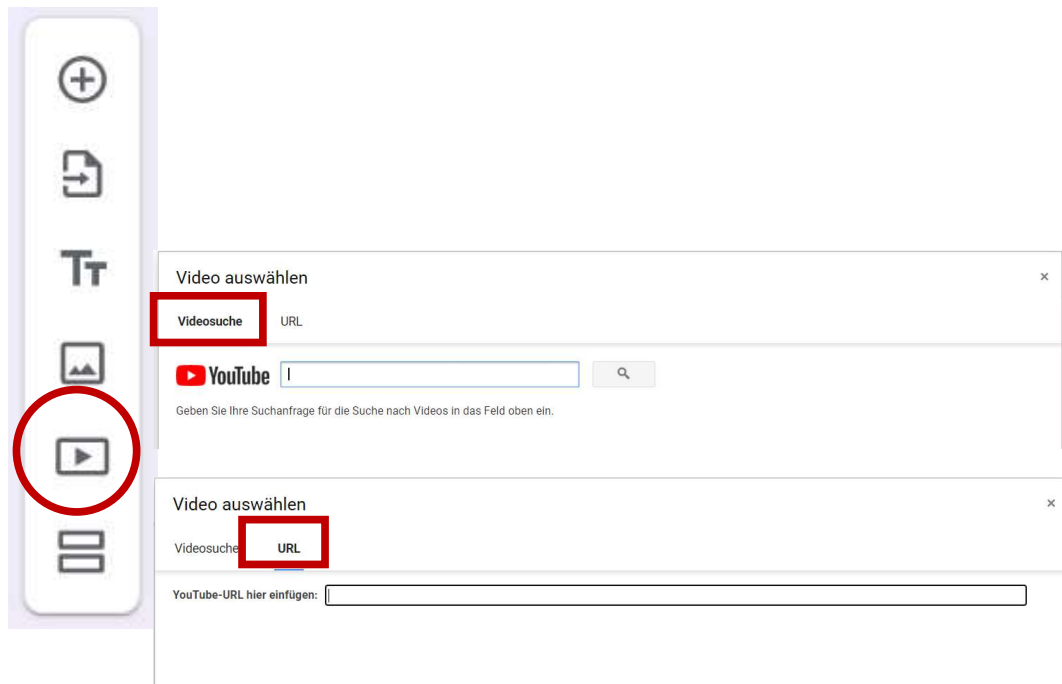 Tт
Video auswählen
×
Videosuche URL
YouTube
Geben Sie Ihre Suchanfrage für die Suche nach Videos in das Feld oben ein.
Video auswählen
×
Videosuche URL
YouTube-URL hier einfügen: